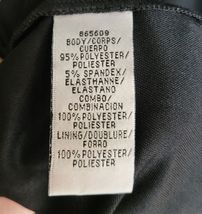 865609
BODY/CORPS/
CUERPO
95% POLYESTER/
POLIESTER
5% SPANDEX/
ELASTHANNE/
ELASTANO
COMBO/
COMBINACION
100% POLYESTER/
POLIESTER
LINING/DOUBLURE/
FORRO
100% POLYESTER/
POLIESTER